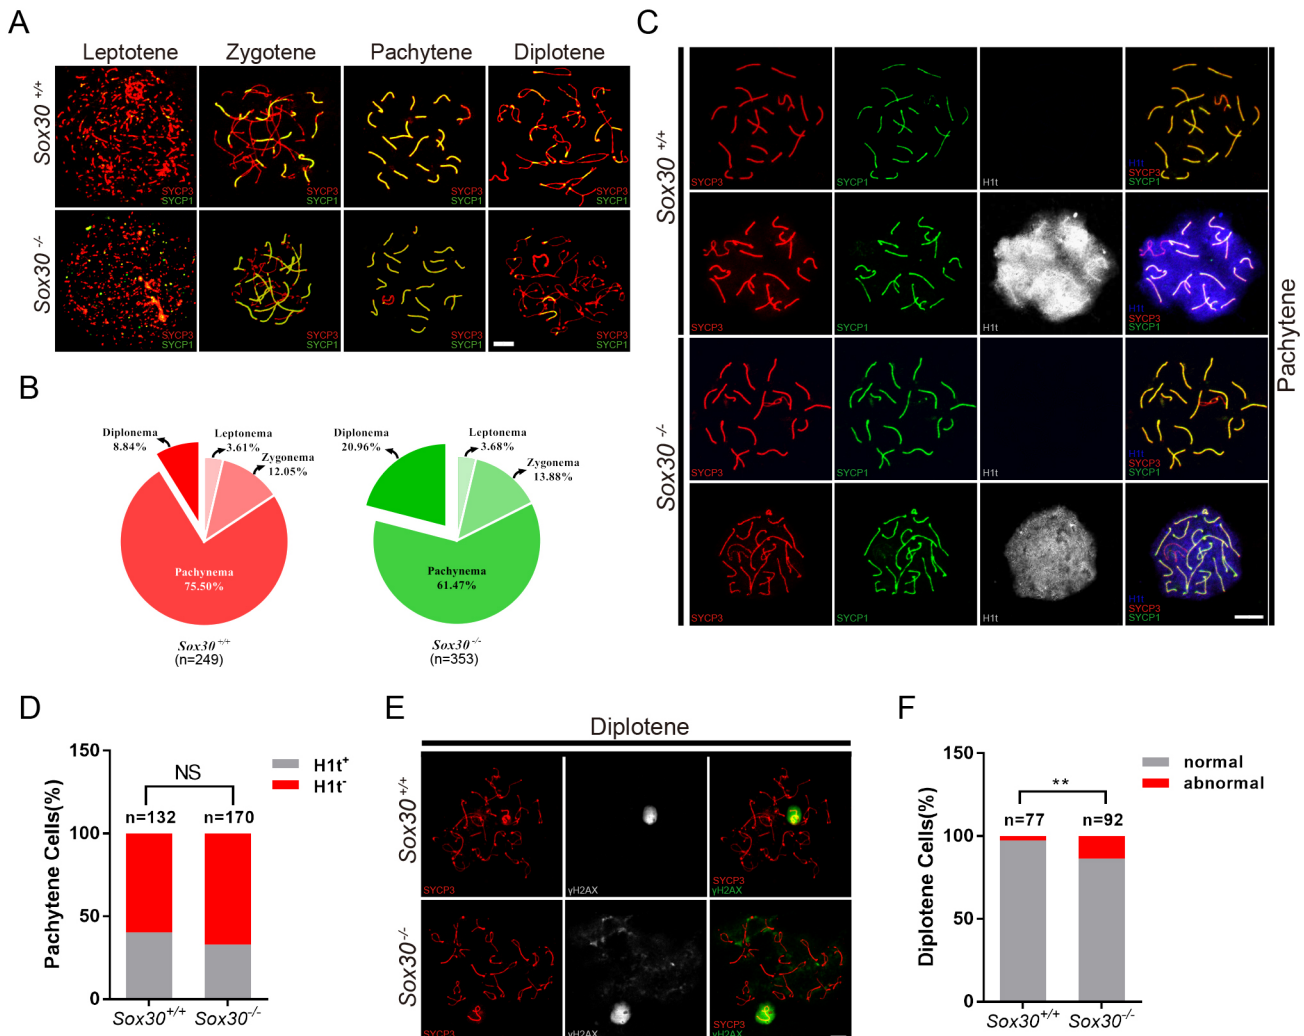 A
Leptotene Zygotene Pachytene Diplotene
Sox30 +/+
SYCP3 SYCP3 SYCP3 SYCP3
SYCP1 SYCP1 SYCP1 SYCP1
Sox30 -/-
SYCP3 SYCP3 SYCP3 SYCP3
SYCP1 SYCP1 SYCP1 SYCP1
B
Diplonema
8.84%
Leptonema
3.61%
Zygonema
12.05%
Pachynema
75.50%
Sox30 +/+
(n=249)
Diplonema
20.96%
Leptonema
3.68%
Zygonema
13.88%
Pachynema
61.47%
Sox30 -/-
(n=353)
C
Sox30 +/+
SYCP3 SYCP1 H1t H1t
SYCP3
SYCP1
SYCP3 SYCP1 H1t H1t
SYCP3
SYCP1
Sox30 -/-
SYCP3 SYCP1 H1t H1t
SYCP3
SYCP1
SYCP3 SYCP1 H1t H1t
SYCP3
SYCP1
Pachytene
D
Pachytene Cells(%)
150
100
50
0
NS
n=132 n=170
H1t+
H1t-
Sox30+/+ Sox30-/-
E
Diplotene
Sox30 +/+
SYCP3 γH2AX SYCP3
γH2AX
Sox30-/-
SYCP3 γH2AX SYCP3
γH2AX
F
Diplotene Cells(%)
150
100
50
0
**
n=77 n=92
normal
abnormal
Sox30+/+ Sox30-/-